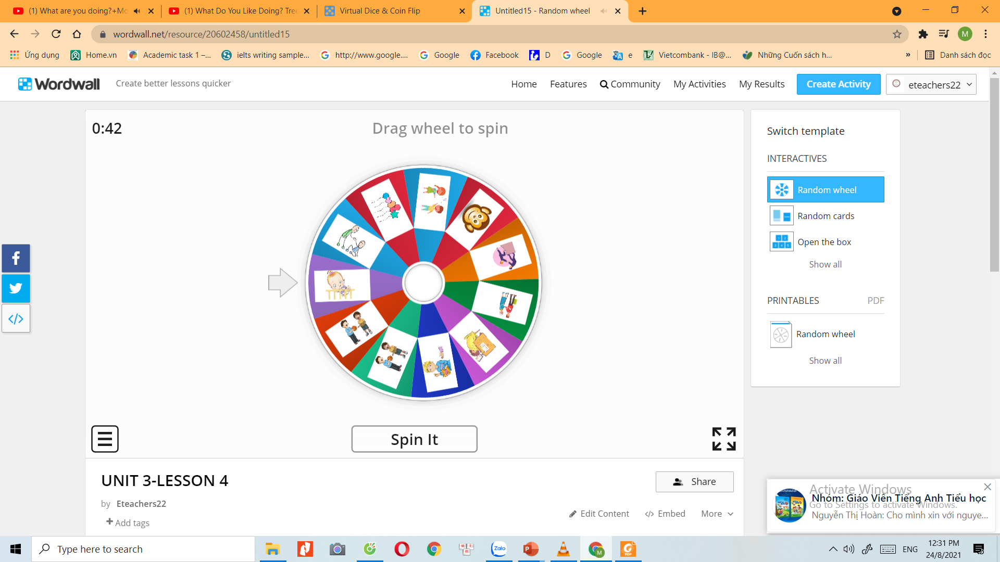 (1) What are you doing?+Mo
(1) What Do You Like Doing? Tree
Virtual Dice & Coin Flip
Untitled15 - Random wheel
wordwall.net/resource/20602458/untitled15
M
Ứng dụng
Home.vn
Academic task 1 –...
ielts writing sample...
http://www.google....
Google
Facebook
D
Google
e
Vietcombank - IB@...
Những Cuốn sách h...
»
Danh sách đọc
Wordwall
Create better lessons quicker
Home
Features
Community
My Activities
My Results
Create Activity
eteachers22
0:42
Drag wheel to spin
Spin It
Switch template
INTERACTIVES
Random wheel
Random cards
Open the box
Show all
PRINTABLES PDF
Random wheel
Show all
UNIT 3-LESSON 4
by Eteachers22
Add tags
Share
Edit Content
Embed
More
Activate Windows
Go to Settings to activate Windows.
Nhóm: Giáo Viên Tiếng Anh Tiểu học
Nguyễn Thị Hoàn: Cho mình xin với nguye...
Type here to search
Zalo
ENG
12:31 PM
24/8/2021